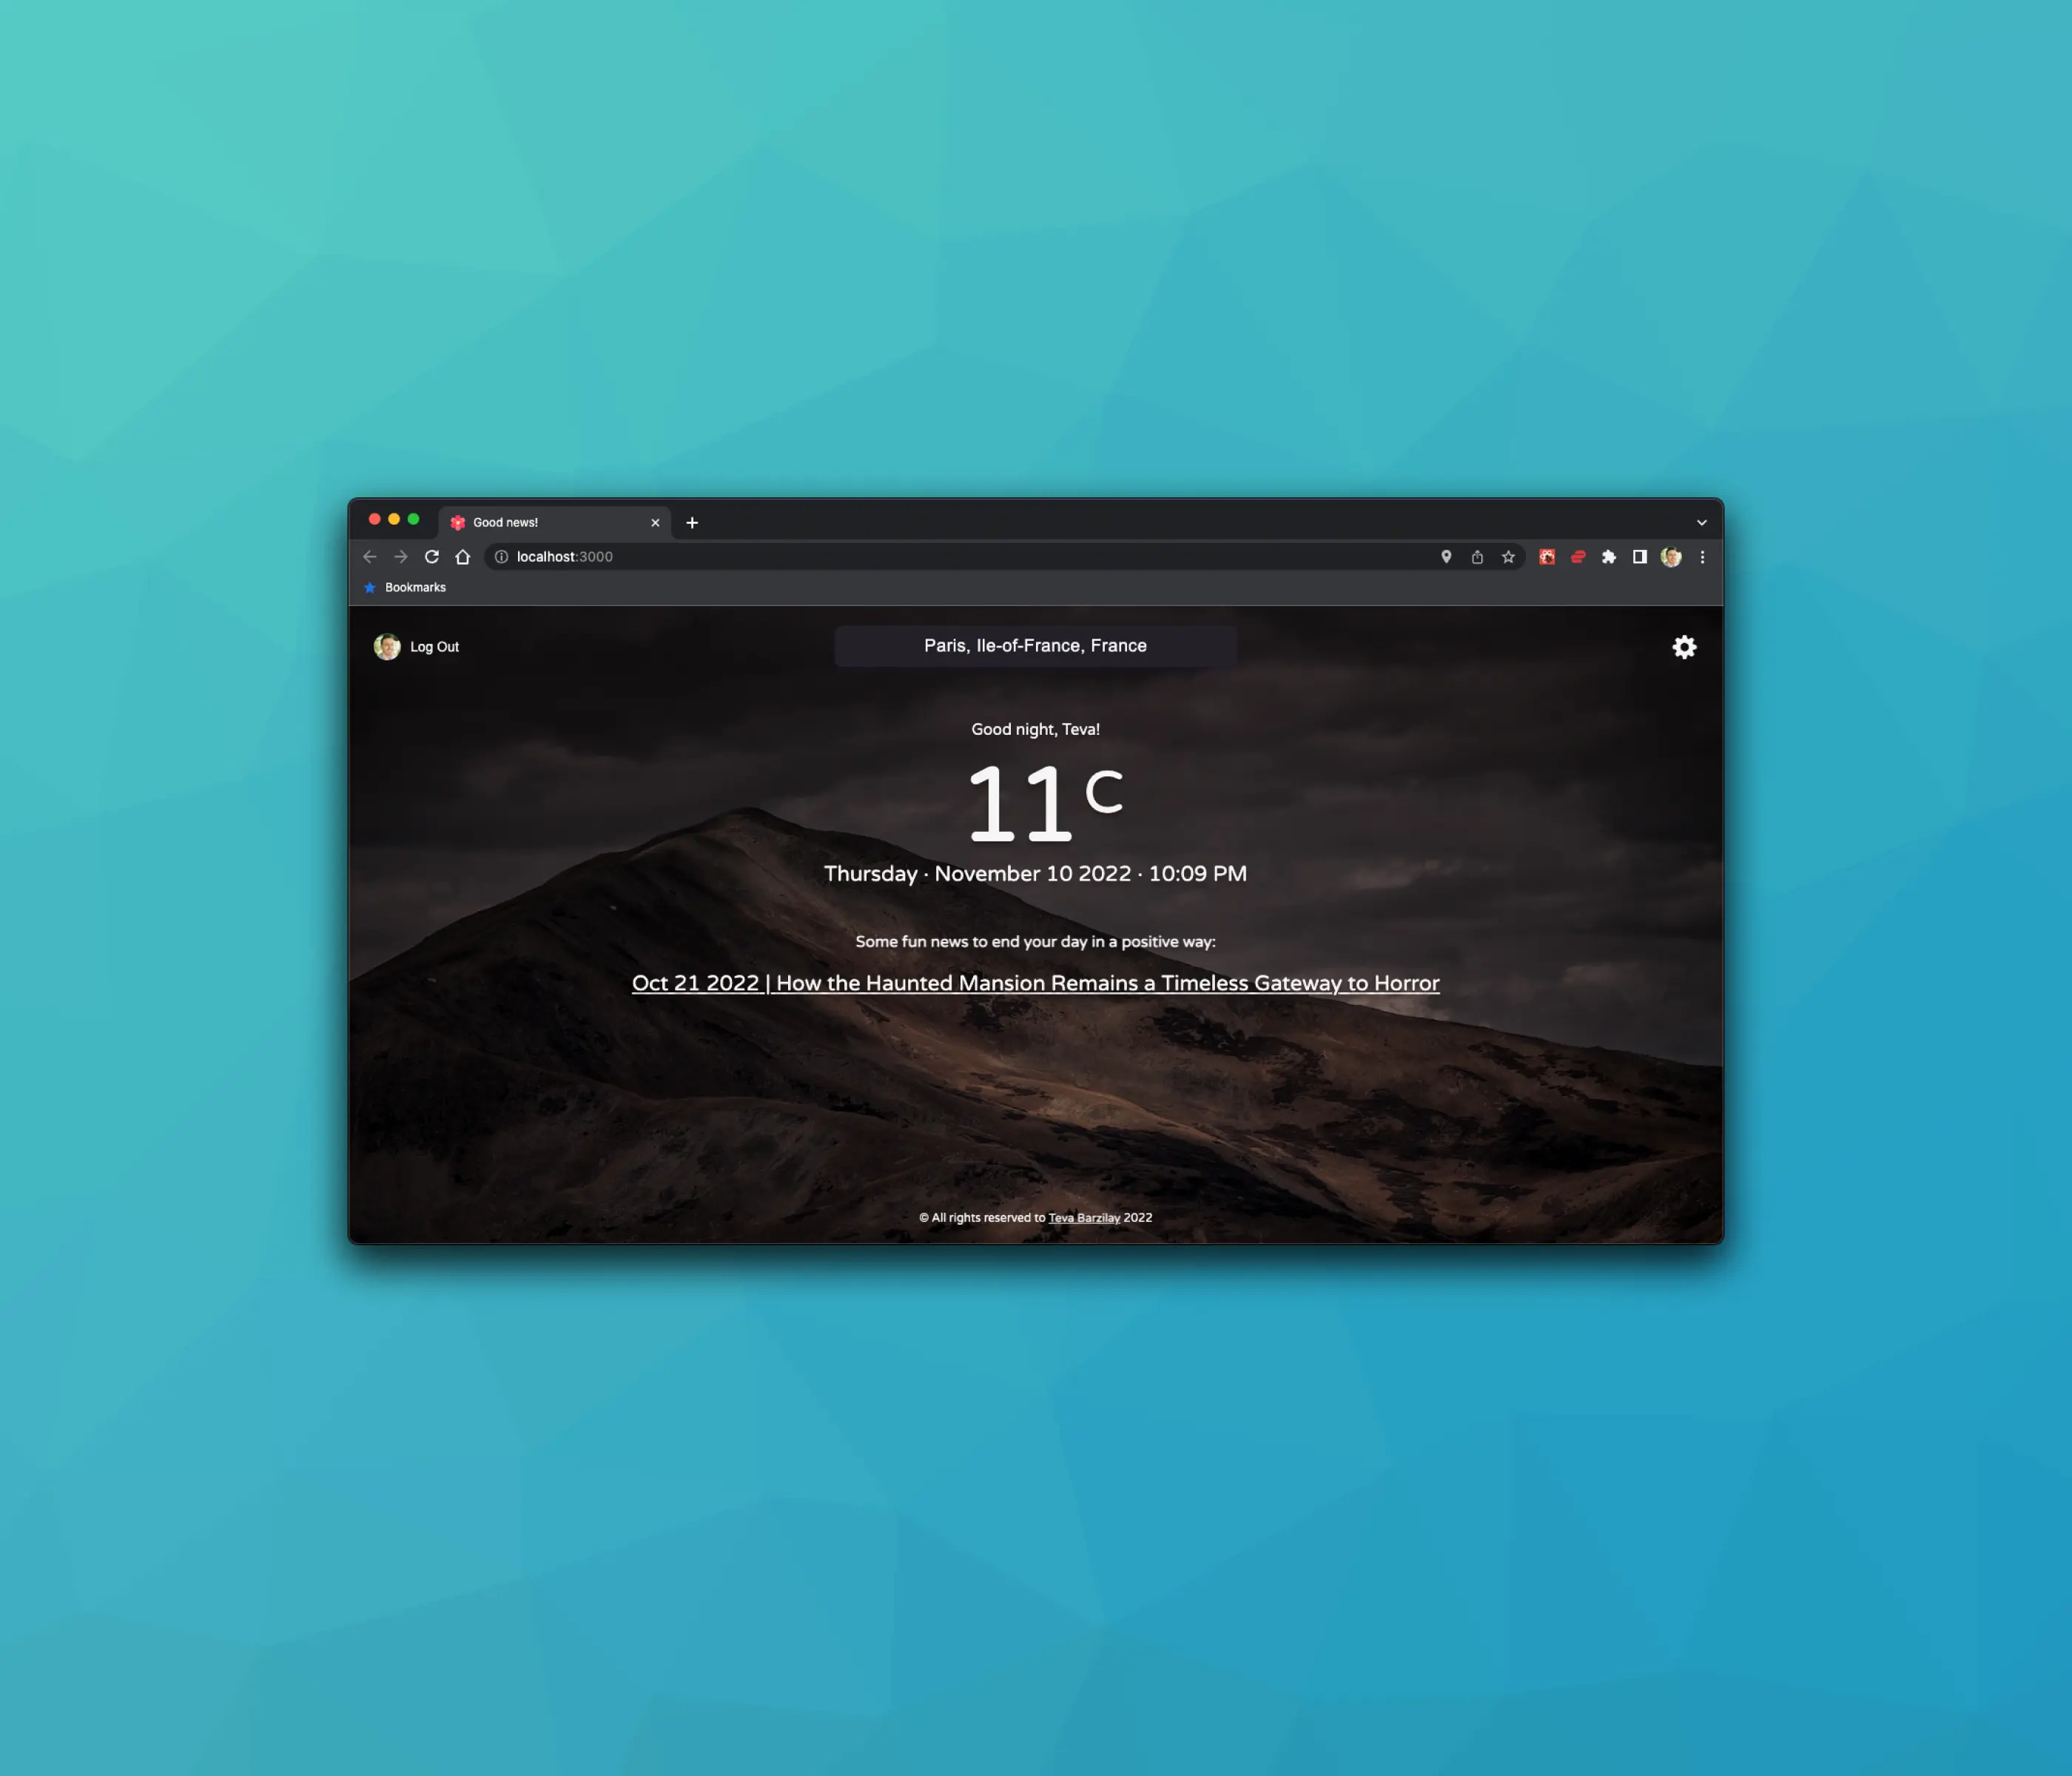 Good news!
localhost:3000
Bookmarks
Log Out
Paris, Ile-of-France, France
Good night, Teva!
11 C
Thursday · November 10 2022 · 10:09 PM
Some fun news to end your day in a positive way:
Oct 21 2022 | How the Haunted Mansion Remains a Timeless Gateway to Horror
© All rights reserved to Teva Barzilay 2022